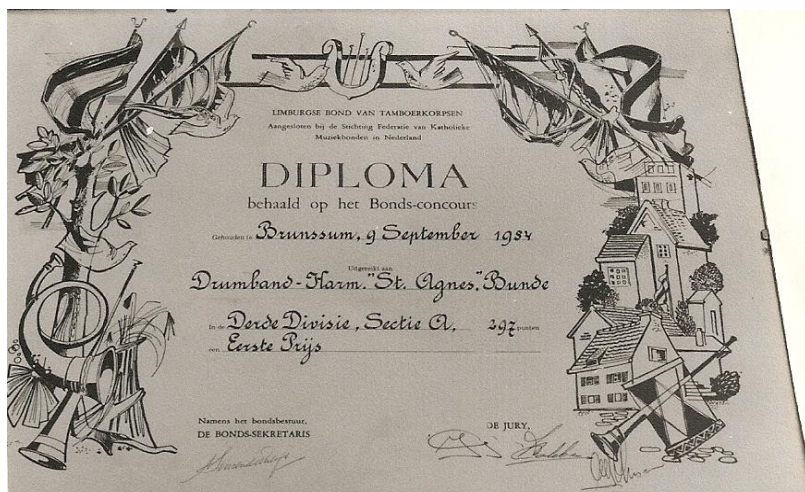 LIMBURGSE BOND VAN TAMBOERKORPSEN
Aangesloten bij de Stichting Federatie van Katholieke
Muziekbonden in Nederland
DIPLOMA
behaald op het Bonds-concours
Gehouden te Brunssum, 9 September 1984
Uitgereikt aan
Drumband-Harm. "St. Agnes," Bunde
In de Derde Divisie, Sectie A, 297 punten
een Eerste Prijs
Namens het bondsbestuur,
DE BONDS-SEKRETARIS
DE JURY,